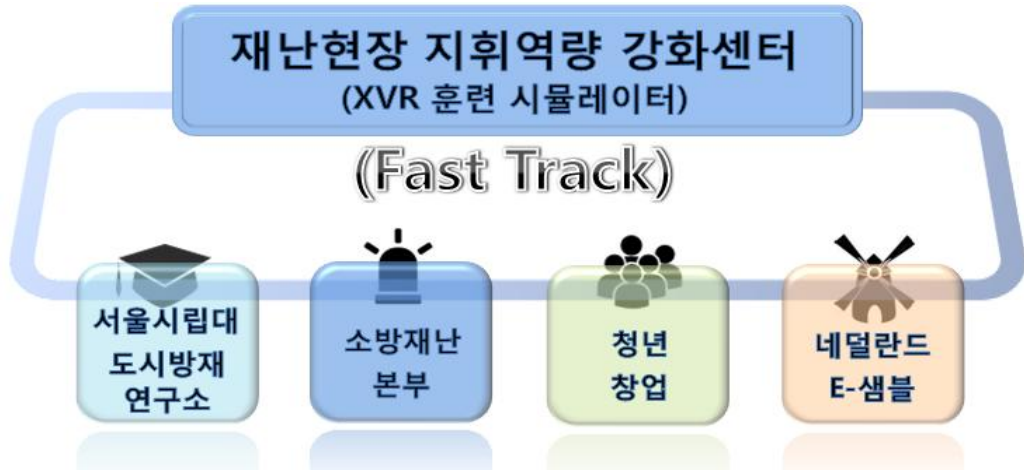 재난현장 지휘역량 강화센터
(XVR 훈련 시뮬레이터)
(Fast Track)
서울시립대
도시방재
연구소
소방재난
본부
청년
창업
네덜란드
E-샘블